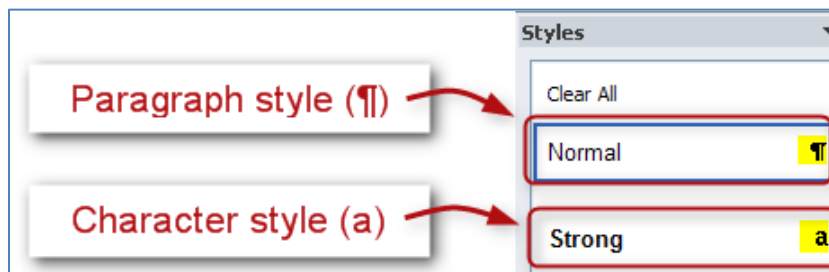 Styles
Clear All
Paragraph style (¶)
Normal ¶
Character style (a)
Strong a